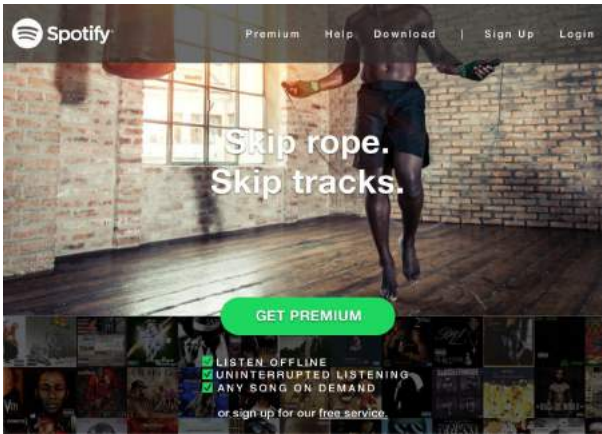 Spotify
Premium Help Download | Sign Up Login
Skip rope.
Skip tracks.
GET PREMIUM
LISTEN OFFLINE
UNINTERRUPTED LISTENING
ANY SONG ON DEMAND
or sign up for our free service.